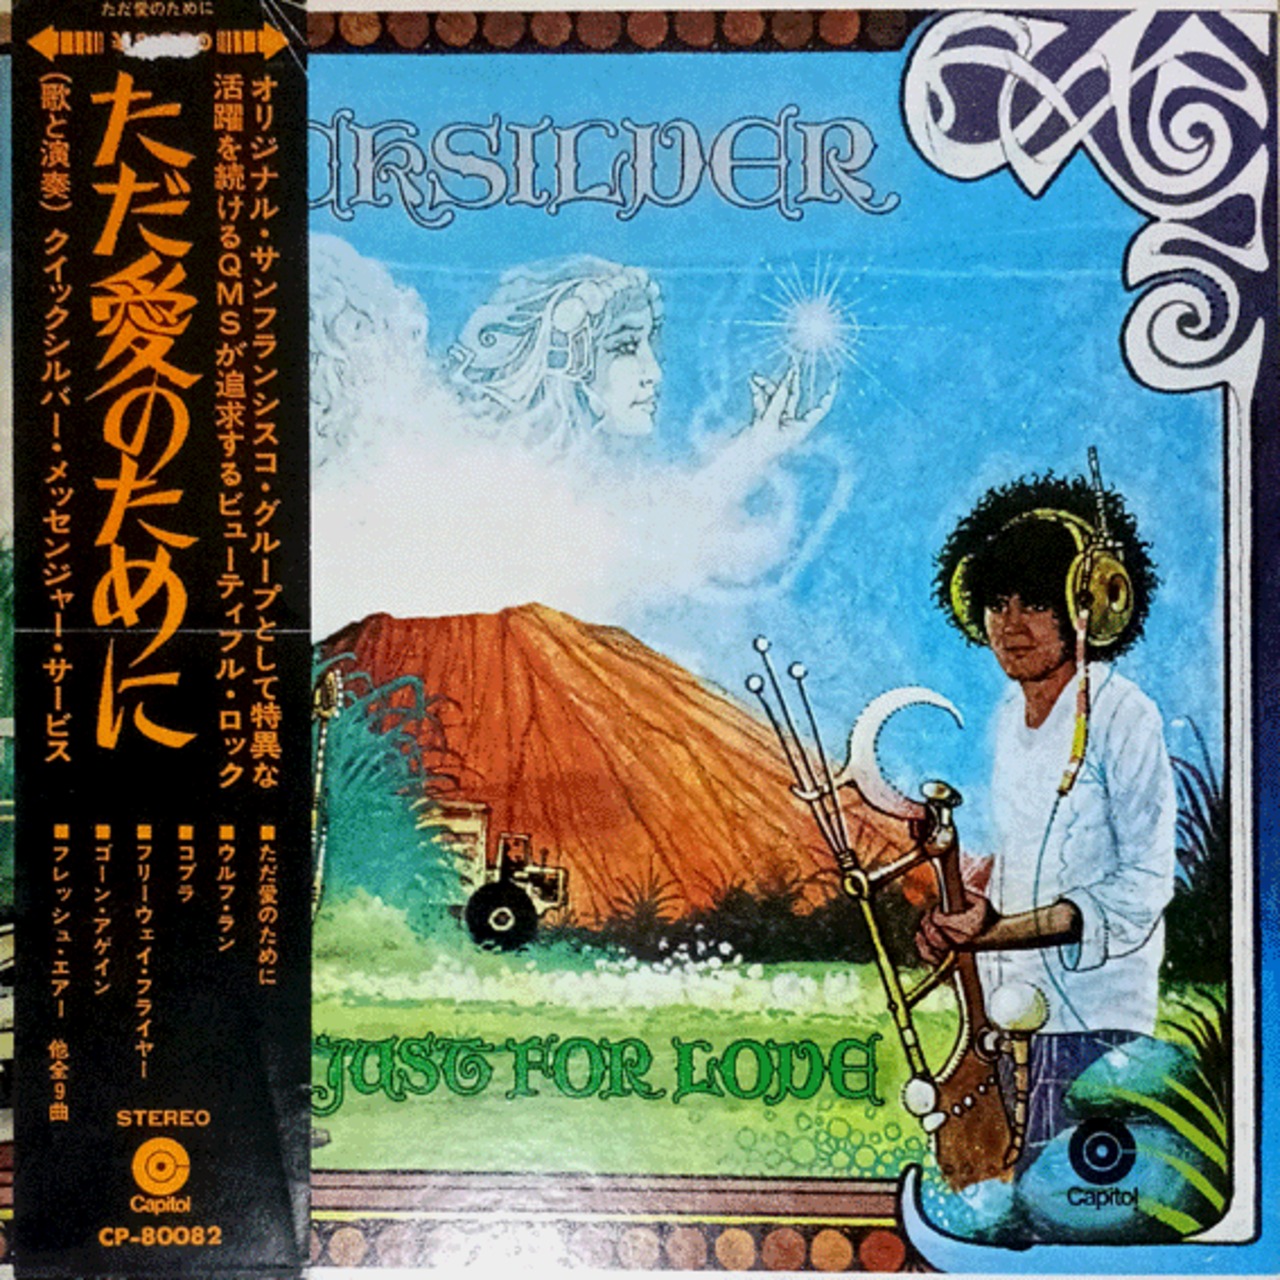 ただ愛のために
オリジナル・サンフランシスコ・グループとして特異な
活躍を続けるQMSが追求するビューティフル・ロック
ただ愛のために
(歌と演奏) クイックシルバー・メッセンジャー・サービス
■ただ愛のために
■ウルフ・ラン
■コブラ
■フリーウェイ・フライヤー
■ゴーン・アゲイン
■フレッシュ・エアー 他全9曲
STEREO
Capitol
CP-80082
CKSILVER
JUST FOR LOVE
Capitol